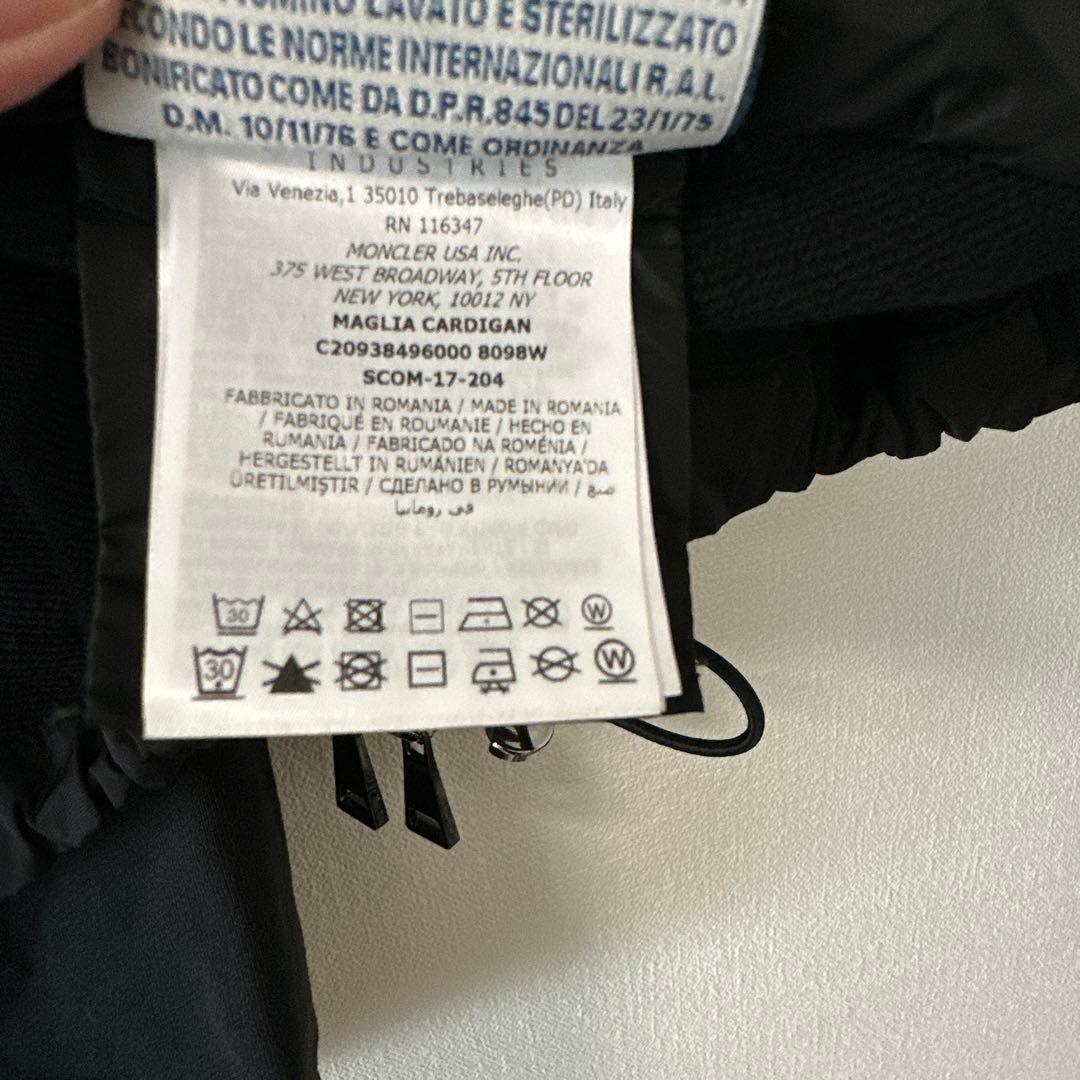 LAVATO E STERILIZZATO
SECONDO LE NORME INTERNAZIONALI R.A.L.
BONIFICATO COME DA D.P.R.845 DEL 23/1/75
D.M. 10/11/76 E COME ORDINANZA
INDUSTRIES
Via Venezia,1 35010 Trebaseleghe(PD) Italy
RN 116347
MONCLER USA INC.
375 WEST BROADWAY, 5TH FLOOR
NEW YORK, 10012 NY
MAGLIA CARDIGAN
C20938496000 8098W
SCOM-17-204
FABBRICATO IN ROMANIA / MADE IN ROMANIA
/ FABRIQUÉ EN ROUMANIE / HECHO EN
RUMANIA / FABRICADO NA ROMÉNIA /
HERGESTELLT IN RUMÄNIEN / ROMANYA'DA
ÜRETILMIŞTIR / СДЕЛАНО В РУМЫНИИ / صنع
في رومانيا
30 W
30 W